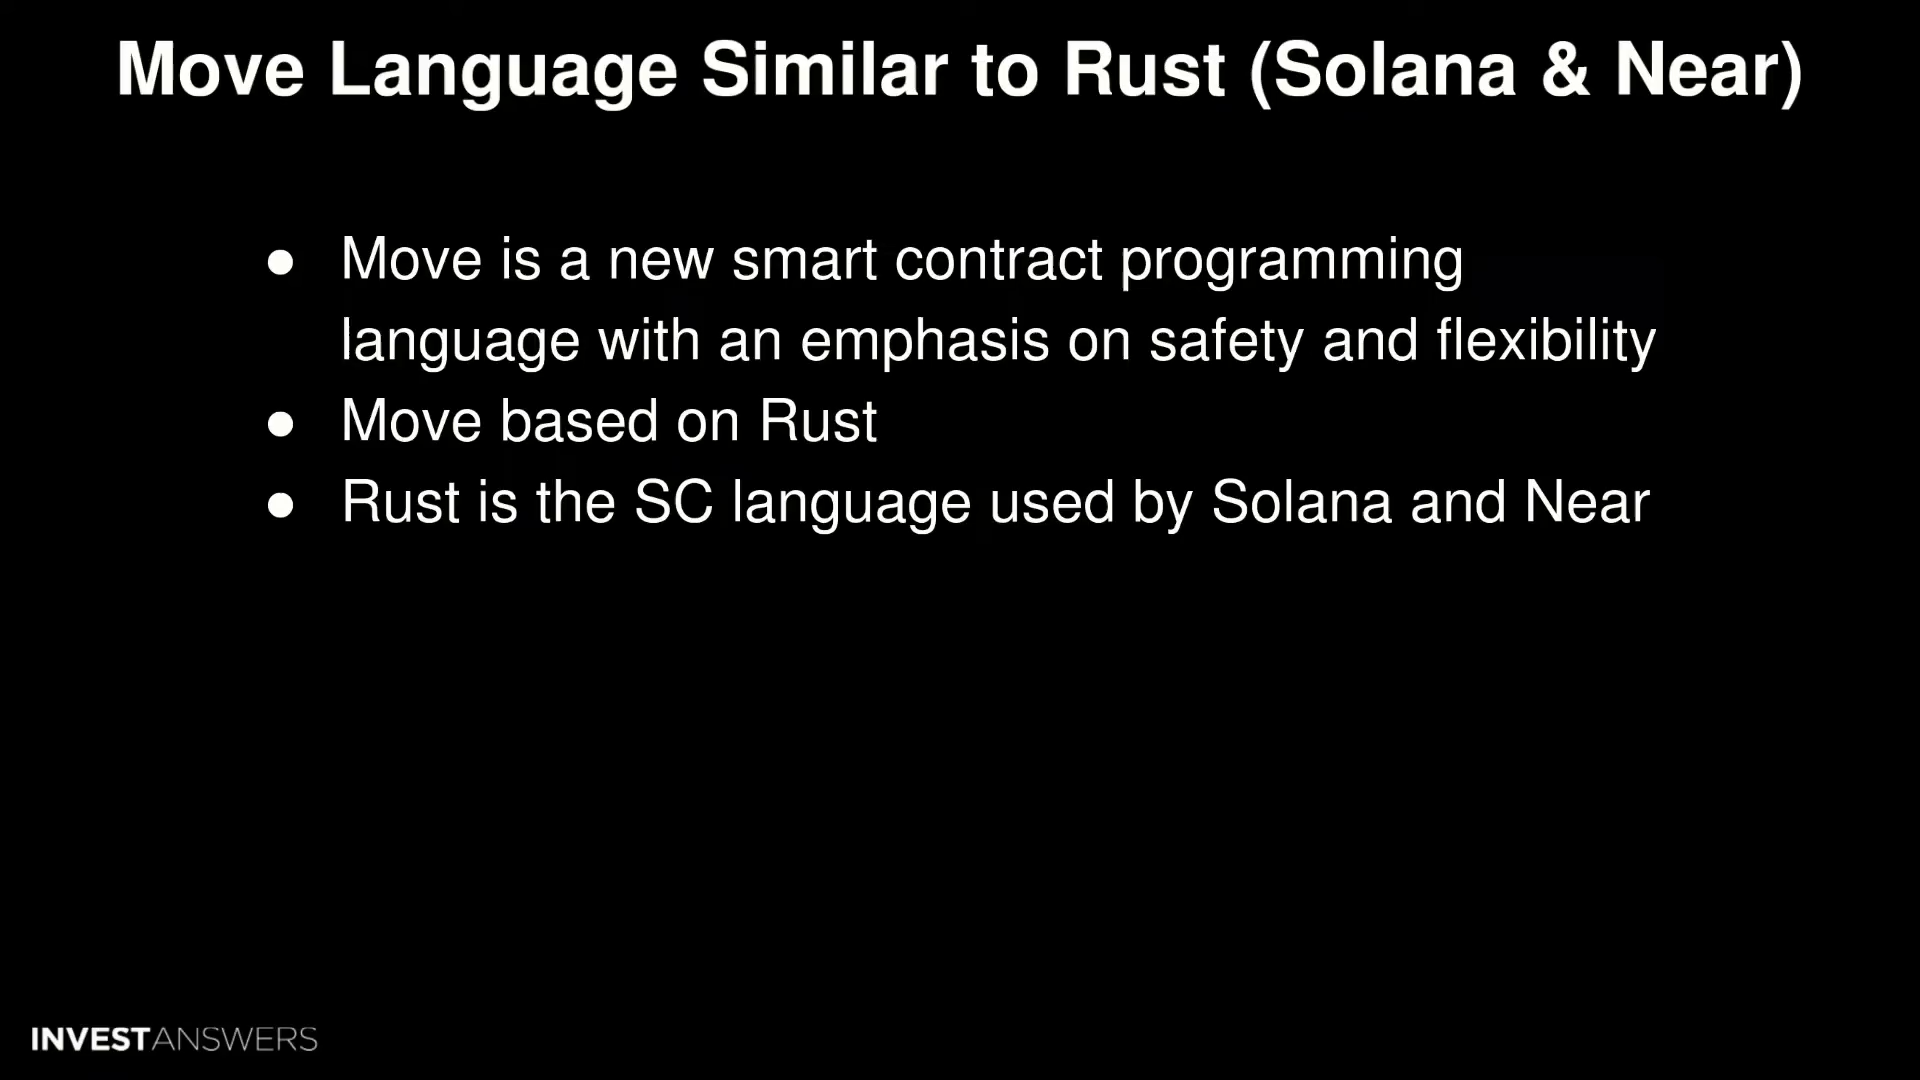 Move Language Similar to Rust (Solana & Near)
● Move is a new smart contract programming
language with an emphasis on safety and flexibility
● Move based on Rust
● Rust is the SC language used by Solana and Near
INVESTANSWERS